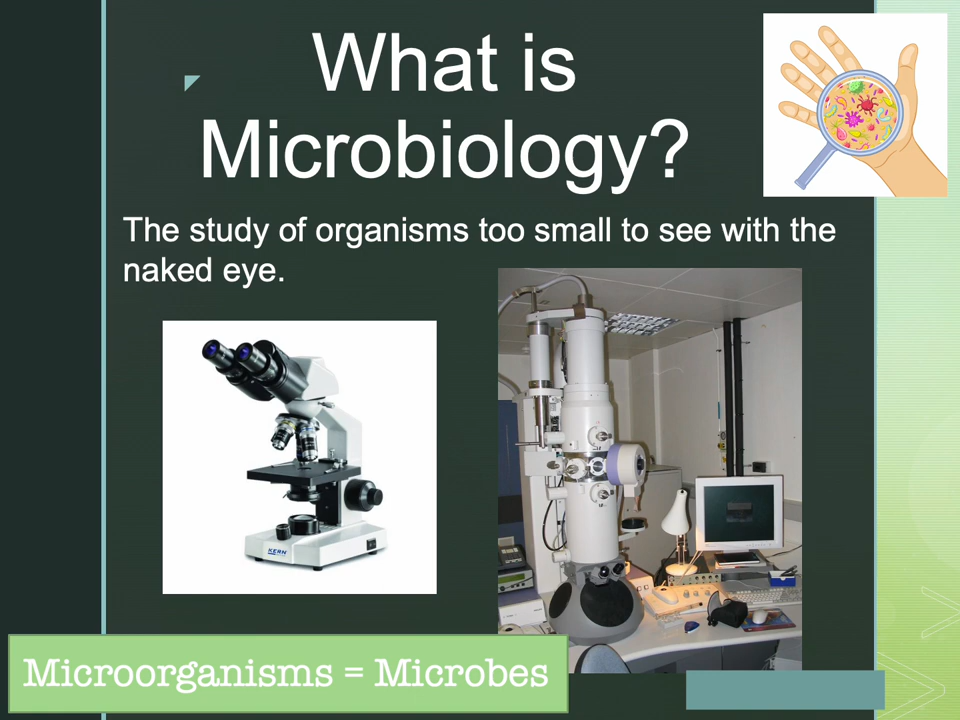 What is
Microbiology?
The study of organisms too small to see with the
naked eye.
KERN
Microorganisms = Microbes